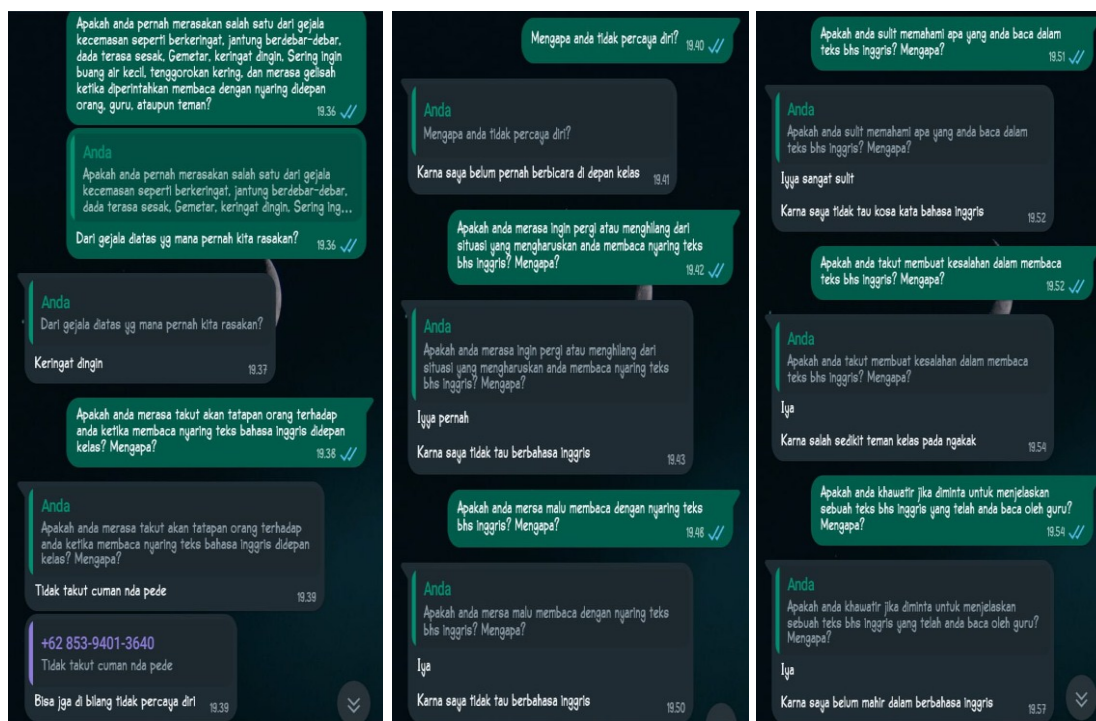 Apakah anda pernah merasakan salah satu dari gejala
kecemasan seperti berkeringat, jantung berdebar-debar,
dada terasa sesak, Gemetar, keringat dingin, Sering ingin
buang air kecil, tenggorokan kering, dan merasa gelisah
ketika diperintahkan membaca dengan nyaring didepan
orang, guru, ataupun teman?
19.36
Anda
Apakah anda pernah merasakan salah satu dari gejala
kecemasan seperti berkeringat, jantung berdebar-debar,
dada terasa sesak, Gemetar, keringat dingin, Sering ing...
Dari gejala diatas yg mana pernah kita rasakan?
19.36
Anda
Dari gejala diatas yg mana pernah kita rasakan?
Keringat dingin
19.37
Apakah anda merasa takut akan tatapan orang terhadap
anda ketika membaca nyaring teks bahasa inggris didepan
kelas? Mengapa?
19.38
Anda
Apakah anda merasa takut akan tatapan orang terhadap
anda ketika membaca nyaring teks bahasa inggris didepan
kelas? Mengapa?
Tidak takut cuman nda pede
19.39
+62 853-9401-3640
Tidak takut cuman nda pede
Bisa jga di bilang tidak percaya diri
19.39
Mengapa anda tidak percaya diri?
19.40
Anda
Mengapa anda tidak percaya diri?
Karna saya belum pernah berbicara di depan kelas
19.41
Apakah anda merasa ingin pergi atau menghilang dari
situasi yang mengharuskan anda membaca nyaring teks
bhs inggris? Mengapa?
19.42
Anda
Apakah anda merasa ingin pergi atau menghilang dari
situasi yang mengharuskan anda membaca nyaring teks
bhs inggris? Mengapa?
Iyya pernah
Karna saya tidak tau berbahasa inggris
19.43
Apakah anda mersa malu membaca dengan nyaring teks
bhs inggris? Mengapa?
19.48
Anda
Apakah anda mersa malu membaca dengan nyaring teks
bhs inggris? Mengapa?
Iya
Karna saya tidak tau berbahasa inggris
19.50
Apakah anda sulit memahami apa yang anda baca dalam
teks bhs inggris? Mengapa?
19.51
Anda
Apakah anda sulit memahami apa yang anda baca dalam
teks bhs inggris? Mengapa?
Iyya sangat sulit
Karna saya tidak tau kosa kata bahasa inggris
19.52
Apakah anda takut membuat kesalahan dalam membaca
teks bhs inggris? Mengapa?
19.52
Anda
Apakah anda takut membuat kesalahan dalam membaca
teks bhs inggris? Mengapa?
Iya
Karna salah sedikit teman kelas pada ngakak
19.54
Apakah anda khawatir jika diminta untuk menjelaskan
sebuah teks bhs inggris yang telah anda baca oleh guru?
Mengapa?
19.54
Anda
Apakah anda khawatir jika diminta untuk menjelaskan
sebuah teks bhs inggris yang telah anda baca oleh guru?
Mengapa?
Iya
Karna saya belum mahir dalam berbahasa inggris
19.57